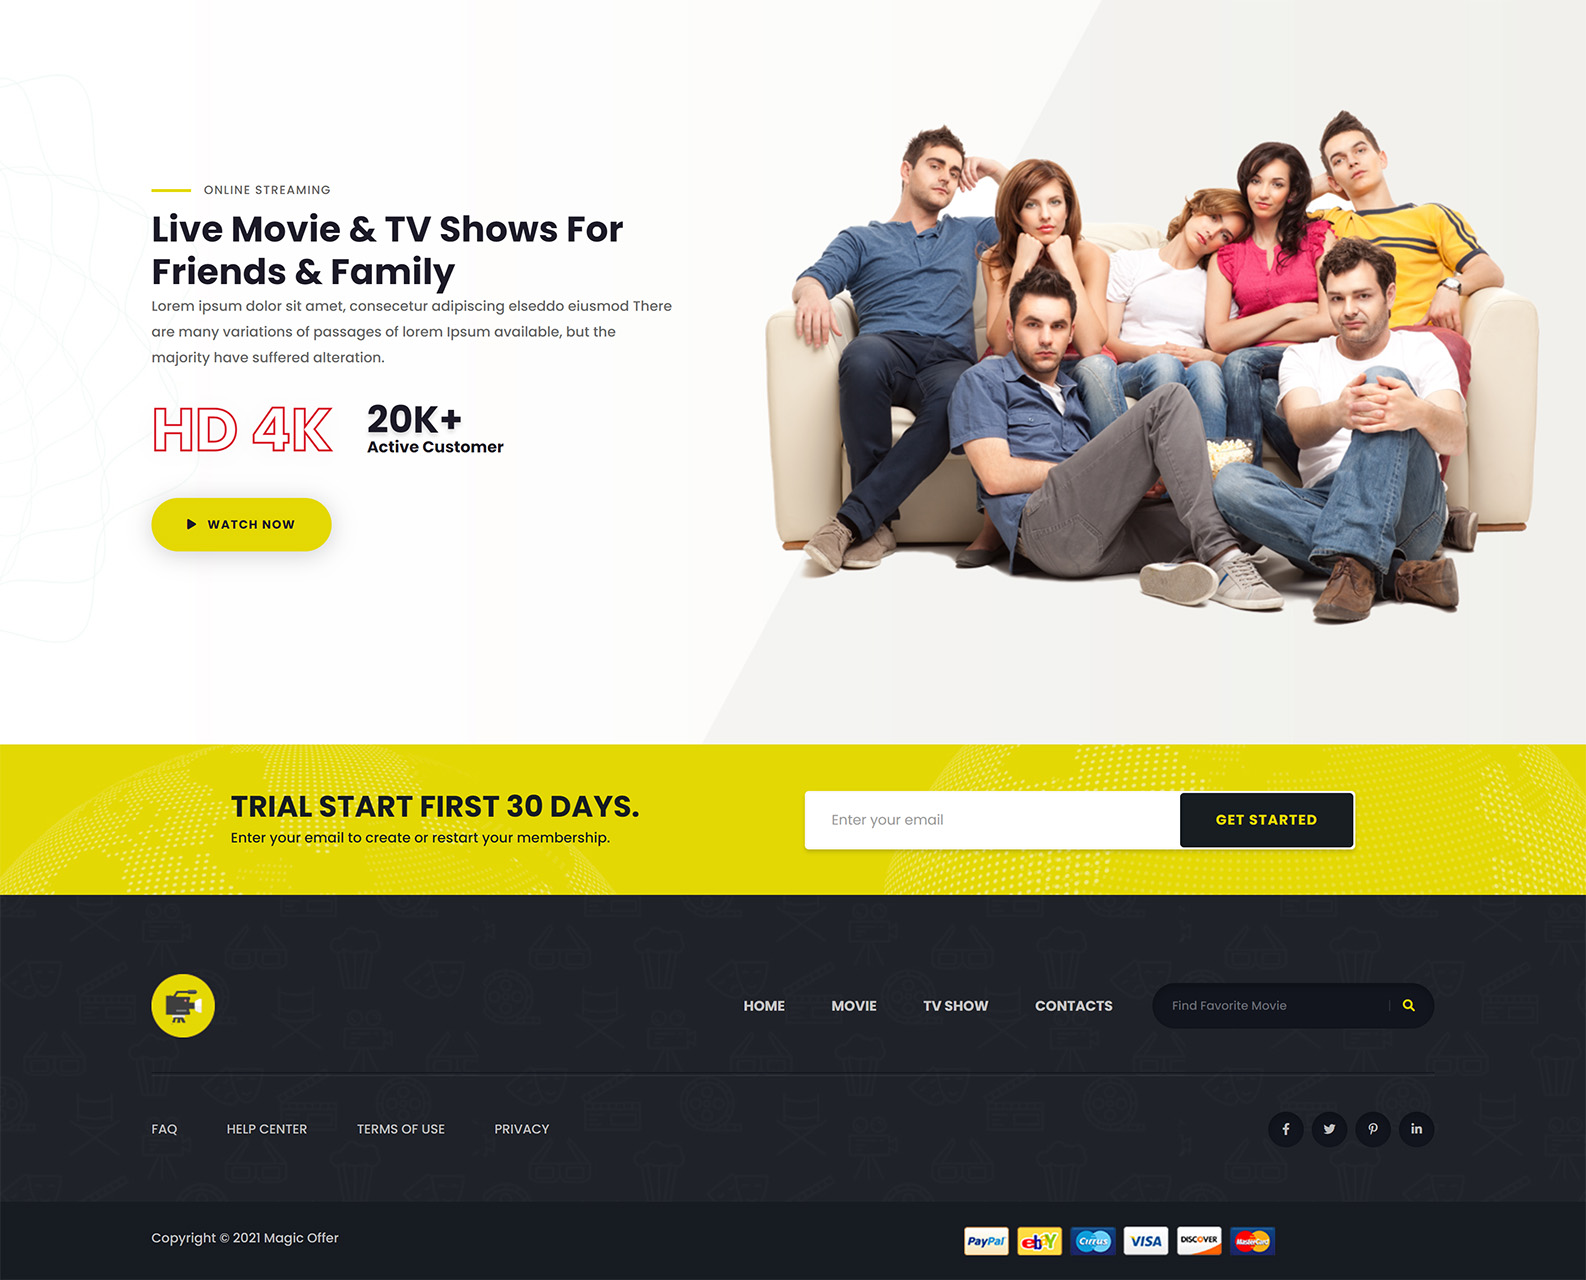 ONLINE STREAMING
Live Movie & TV Shows For
Friends & Family
Lorem ipsum dolor sit amet, consecetur adipiscing elseddo eiusmod There
are many variations of passages of lorem Ipsum available, but the
majority have suffered alteration.
HD 4K
20K+
Active Customer
WATCH NOW
TRIAL START FIRST 30 DAYS.
Enter your email to create or restart your membership.
Enter your email
GET STARTED
HOME MOVIE TV SHOW CONTACTS
Find Favorite Movie
FAQ HELP CENTER TERMS OF USE PRIVACY
Copyright © 2021 Magic Offer
PayPal ebY Cirrus VISA DISCOVER MasterCard